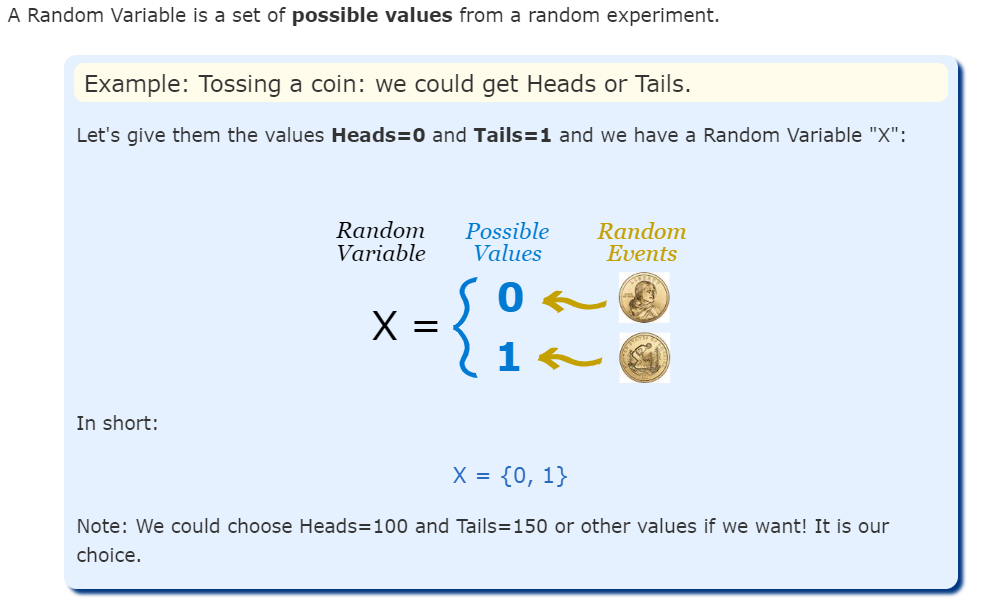 A Random Variable is a set of possible values from a random experiment.
Example: Tossing a coin: we could get Heads or Tails.
Let's give them the values Heads=0 and Tails=1 and we have a Random Variable "X":
Random Variable
Possible Values
Random Events
X =
0
1
In short:
X = {0, 1}
Note: We could choose Heads=100 and Tails=150 or other values if we want! It is our
choice.